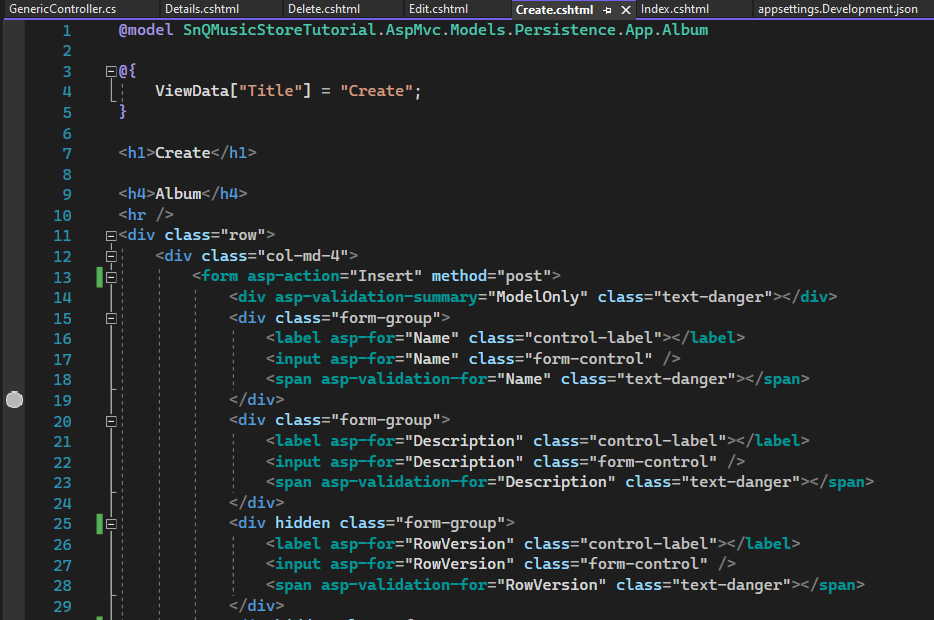 GenericController.cs Details.cshtml Delete.cshtml Edit.cshtml Create.cshtml Index.cshtml appsettings.Development.json
1 @model SnQMusicStoreTutorial.AspMvc.Models.Persistence.App.Album
2
3 @{
4 ViewData["Title"] = "Create";
5 }
6
7 <h1>Create</h1>
8
9 <h4>Album</h4>
10 <hr />
11 <div class="row">
12 <div class="col-md-4">
13 <form asp-action="Insert" method="post">
14 <div asp-validation-summary="ModelOnly" class="text-danger"></div>
15 <div class="form-group">
16 <label asp-for="Name" class="control-label"></label>
17 <input asp-for="Name" class="form-control" />
18 <span asp-validation-for="Name" class="text-danger"></span>
19 </div>
20 <div class="form-group">
21 <label asp-for="Description" class="control-label"></label>
22 <input asp-for="Description" class="form-control" />
23 <span asp-validation-for="Description" class="text-danger"></span>
24 </div>
25 <div hidden class="form-group">
26 <label asp-for="RowVersion" class="control-label"></label>
27 <input asp-for="RowVersion" class="form-control" />
28 <span asp-validation-for="RowVersion" class="text-danger"></span>
29 </div>